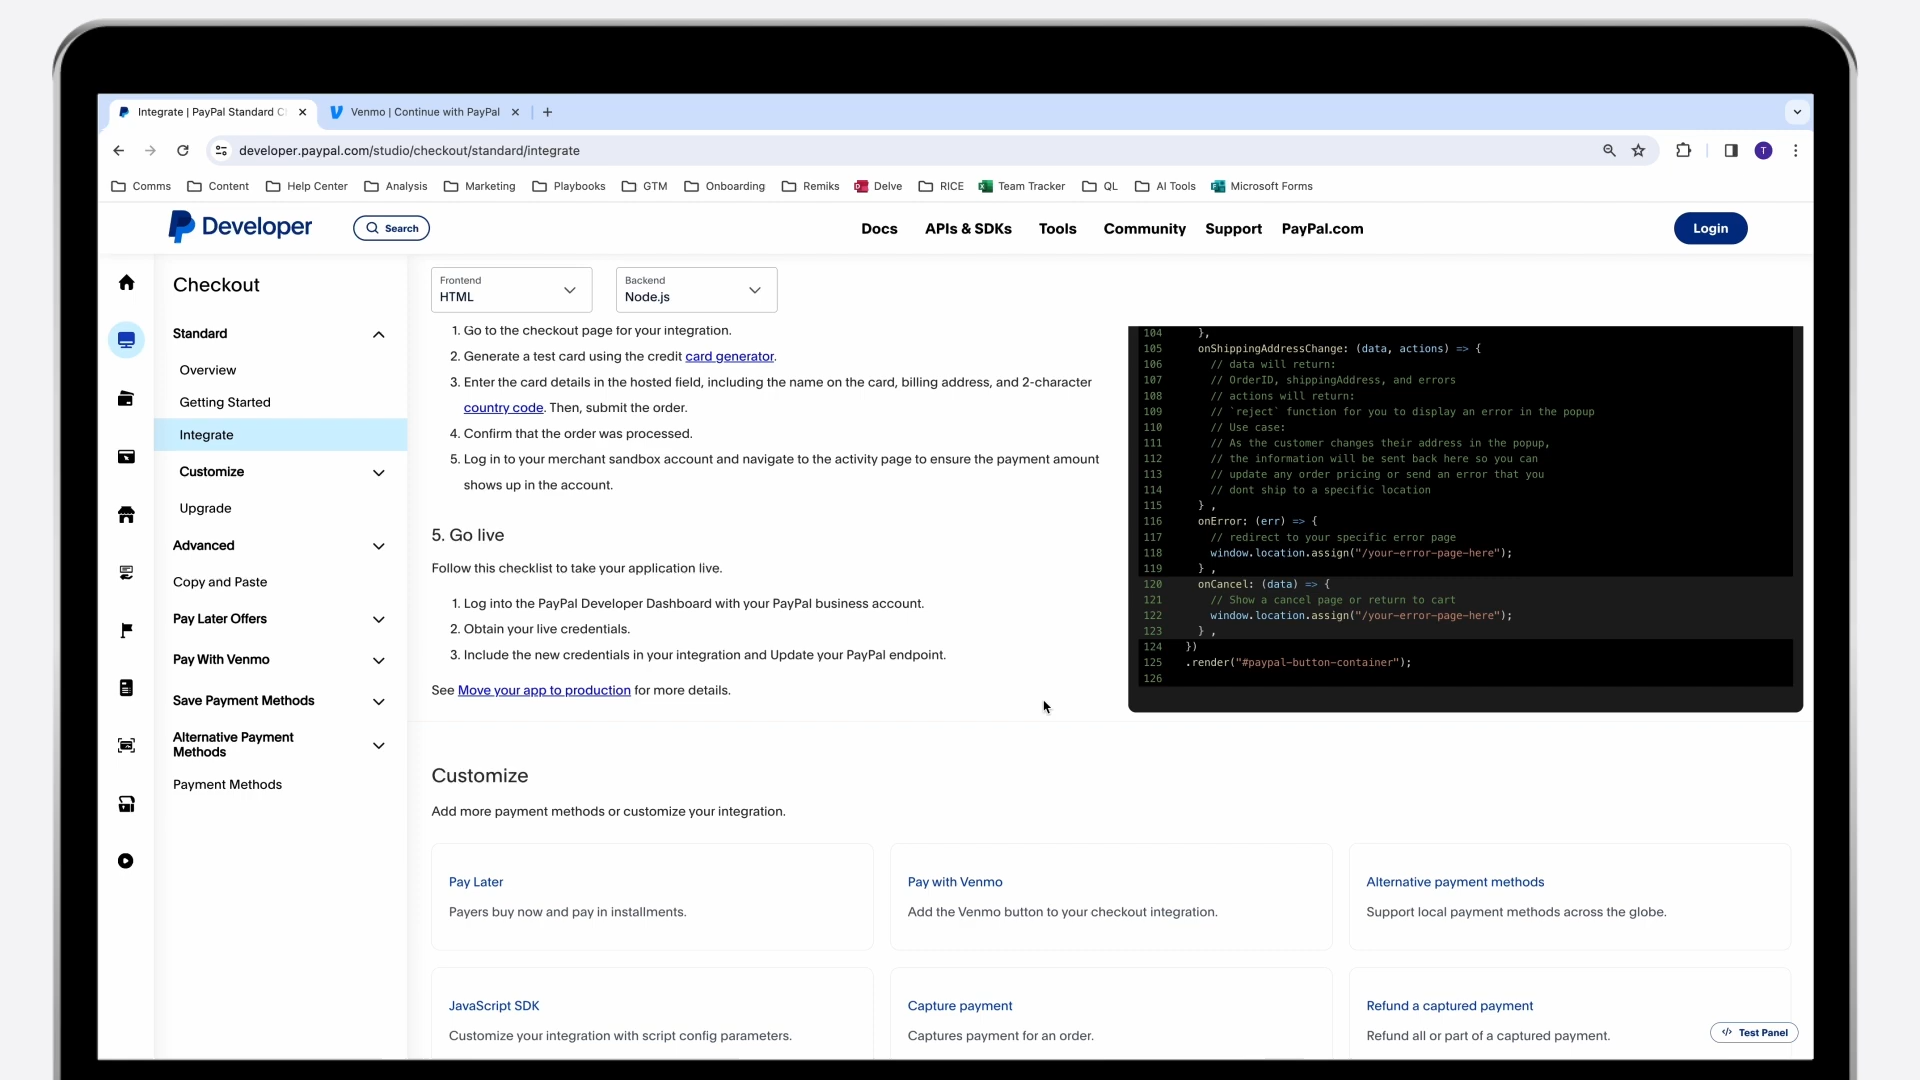 Integrate | PayPal Standard C
Venmo | Continue with PayPal
developer.paypal.com/studio/checkout/standard/integrate
T
Comms
Content
Help Center
Analysis
Marketing
Playbooks
GTM
Onboarding
Remiks
Delve
RICE
Team Tracker
QL
AI Tools
Microsoft Forms
Developer
Search
Docs
APIs & SDKs
Tools
Community
Support
PayPal.com
Login
Checkout
Standard
Overview
Getting Started
Integrate
Customize
Upgrade
Advanced
Copy and Paste
Pay Later Offers
Pay With Venmo
Save Payment Methods
Alternative Payment
Methods
Payment Methods
Frontend
HTML
Backend
Node.js
1. Go to the checkout page for your integration.
2. Generate a test card using the credit card generator.
3. Enter the card details in the hosted field, including the name on the card, billing address, and 2-character
country code. Then, submit the order.
4. Confirm that the order was processed.
5. Log in to your merchant sandbox account and navigate to the activity page to ensure the payment amount
shows up in the account.
5. Go live
Follow this checklist to take your application live.
1. Log into the PayPal Developer Dashboard with your PayPal business account.
2. Obtain your live credentials.
3. Include the new credentials in your integration and Update your PayPal endpoint.
See Move your app to production for more details.
104 },
105 onShippingAddressChange: (data, actions) => {
106 // data will return:
107 // OrderID, shippingAddress, and errors
108 // actions will return:
109 // `reject` function for you to display an error in the popup
110 // Use case:
111 // As the customer changes their address in the popup,
112 // the information will be sent back here so you can
113 // update any order pricing or send an error that you
114 // dont ship to a specific location
115 } ,
116 onError: (err) => {
117 // redirect to your specific error page
118 window.location.assign("/your-error-page-here");
119 } ,
120 onCancel: (data) => {
121 // Show a cancel page or return to cart
122 window.location.assign("/your-error-page-here");
123 } ,
124 })
125 .render("#paypal-button-container");
126
Customize
Add more payment methods or customize your integration.
Pay Later
Payers buy now and pay in installments.
Pay with Venmo
Add the Venmo button to your checkout integration.
Alternative payment methods
Support local payment methods across the globe.
JavaScript SDK
Customize your integration with script config parameters.
Capture payment
Captures payment for an order.
Refund a captured payment
Refund all or part of a captured payment.
</> Test Panel